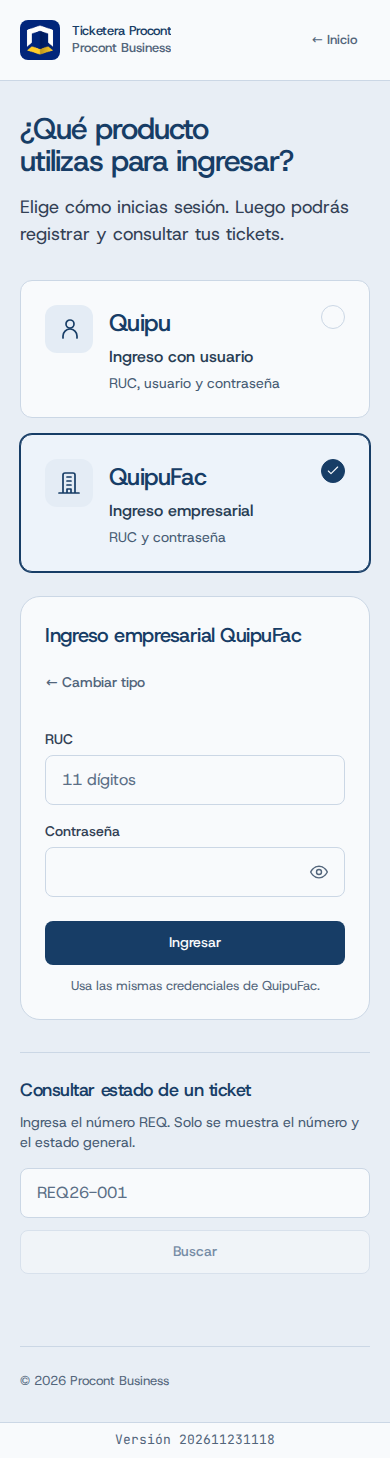 Ticketera Procont
Procont Business
← Inicio
¿Qué producto
utilizas para ingresar?
Elige cómo inicias sesión. Luego podrás
registrar y consultar tus tickets.
Quipu
Ingreso con usuario
RUC, usuario y contraseña
QuipuFac
Ingreso empresarial
RUC y contraseña
Ingreso empresarial QuipuFac
← Cambiar tipo
RUC
11 dígitos
Contraseña
Ingresar
Usa las mismas credenciales de QuipuFac.
Consultar estado de un ticket
Ingresa el número REQ. Solo se muestra el número y
el estado general.
REQ26-001
Buscar
© 2026 Procont Business
Versión 202611231118